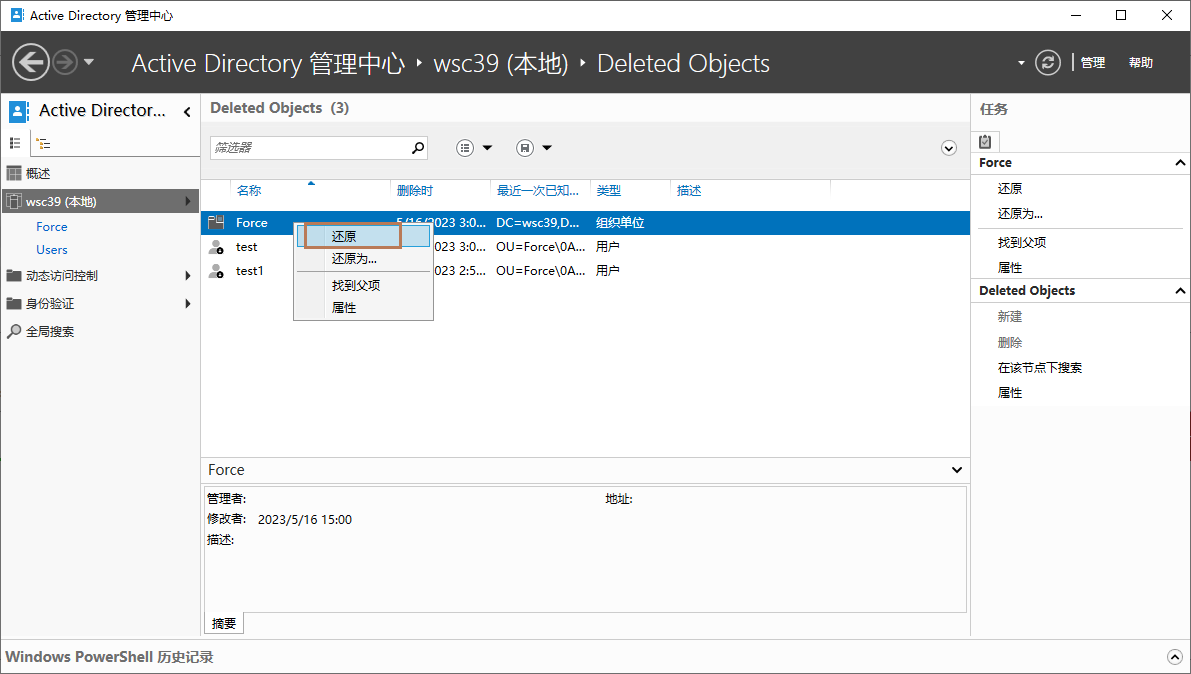 Active Directory 管理中心
Active Directory 管理中心 wsc39 (本地) Deleted Objects
管理 帮助
Active Director...
概述
wsc39 (本地)
Force
Users
动态访问控制
身份验证
全局搜索
Deleted Objects (3)
筛选器
名称 删除时 最近一次已知... 类型 描述
Force 5/16/2023 3:0... DC=wsc39,D... 组织单位
test 023 3:0... OU=Force\0A... 用户
test1 023 2:5... OU=Force\0A... 用户
还原
还原为...
找到父项
属性
Force
管理者: 地址:
修改者: 2023/5/16 15:00
描述:
摘要
任务
Force
还原
还原为...
找到父项
属性
Deleted Objects
新建
删除
在该节点下搜索
属性
Windows PowerShell 历史记录